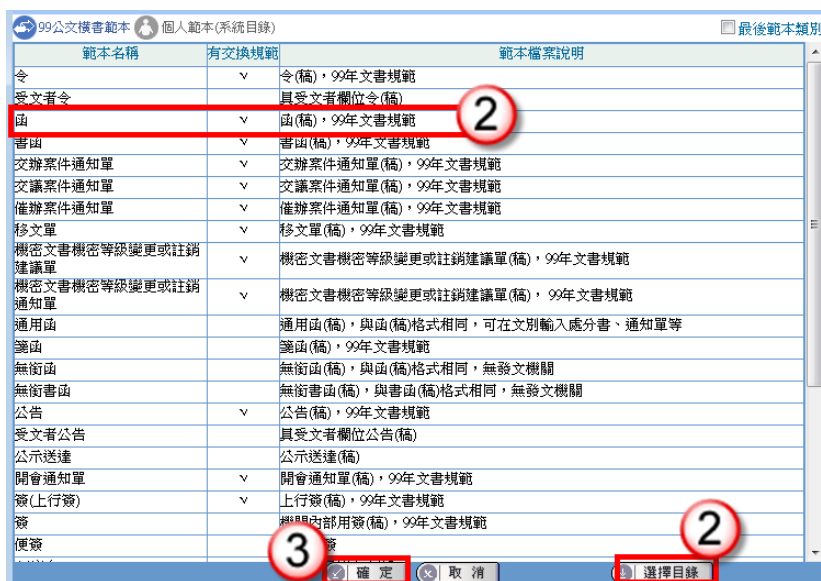 99公文橫書範本 個人範本(系統目錄) 最後範本類別
範本名稱 有交換規範 範本檔案說明
令 v 令(稿)，99年文書規範
受文者令 具受文者欄位令(稿)
函 v 函(稿)，99年文書規範
2
書函 v 書函(稿)，99年文書規範
交辦案件通知單 v 交辦案件通知單(稿)，99年文書規範
交議案件通知單 v 交議案件通知單(稿)，99年文書規範
催辦案件通知單 v 催辦案件通知單(稿)，99年文書規範
移文單 v 移文單(稿)，99年文書規範
機密文書機密等級變更或註銷
建議單 v 機密文書機密等級變更或註銷建議單(稿)，99年文書規範
機密文書機密等級變更或註銷
通知單 v 機密文書機密等級變更或註銷建議單(稿)， 99年文書規範
通用函 通用函(稿)，與函(稿)格式相同，可在文別輸入處分書、通知單等
箋函 箋函(稿)，99年文書規範
無銜函 無銜函(稿)，與函(稿)格式相同，無發文機關
無銜書函 無銜書函(稿)，與書函(稿)格式相同，無發文機關
公告 v 公告(稿)，99年文書規範
受文者公告 具受文者欄位公告(稿)
公示送達 公示送達(稿)
開會通知單 v 開會通知單(稿)，99年文書規範
簽(上行簽) v 上行簽(稿)，99年文書規範
簽 機關內部用簽(稿)，99年文書規範
2
便簽 簽
3
確 定 取 消 選擇目錄